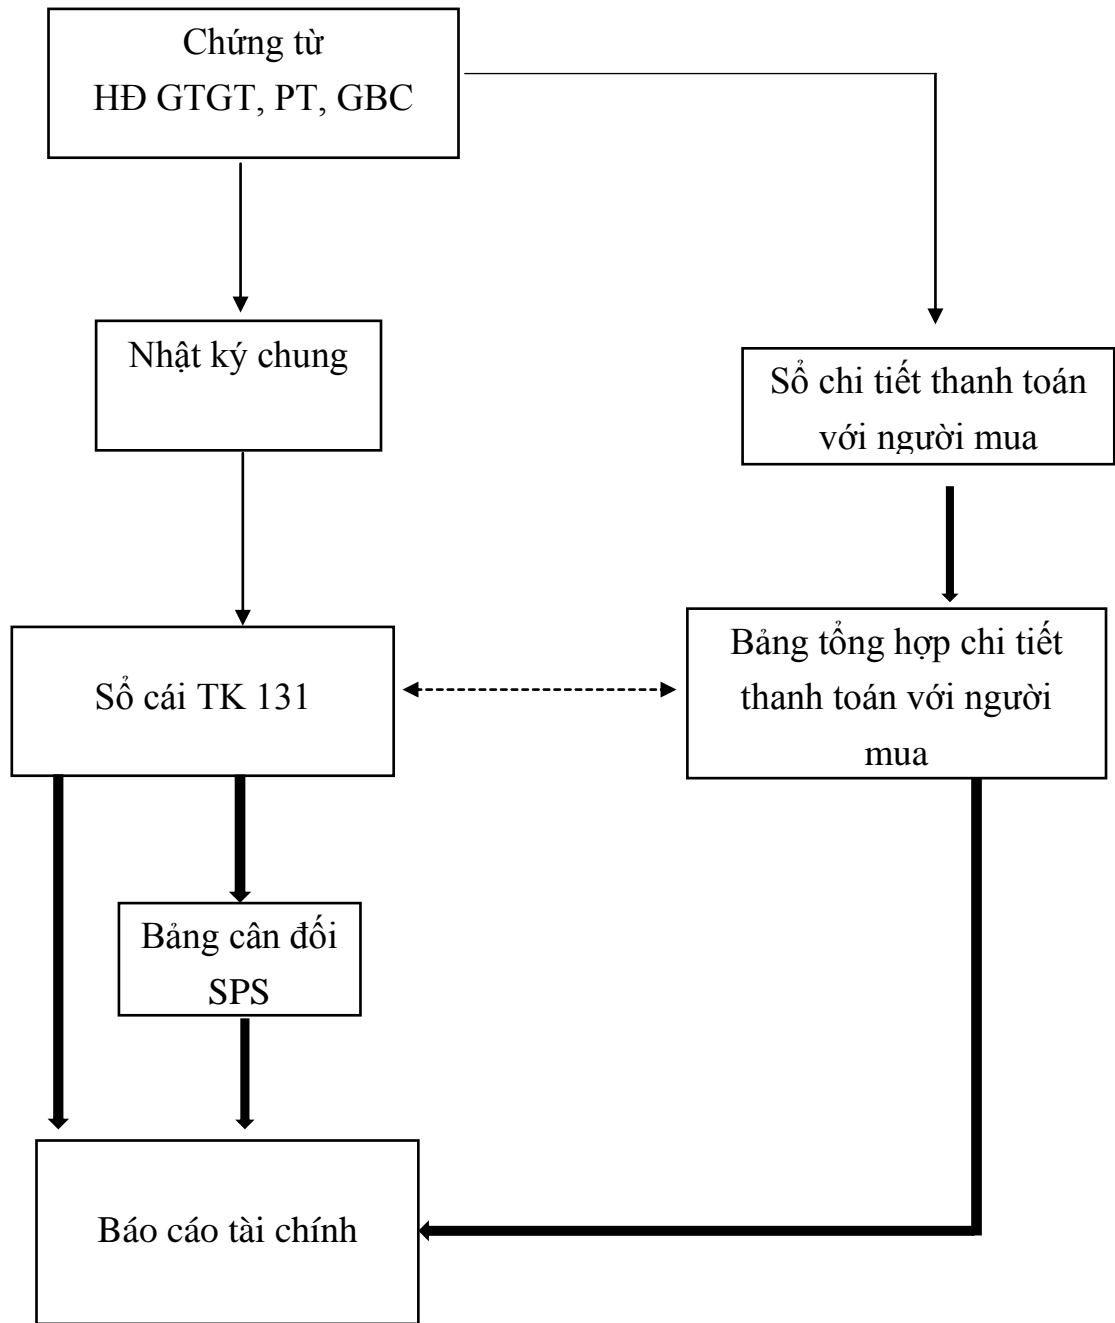 Chứng từ
HĐ GTGT, PT, GBC
Nhật ký chung
Sổ chi tiết thanh toán
với người mua
Sổ cái TK 131
Bảng tổng hợp chi tiết
thanh toán với người
mua
Bảng cân đối
SPS
Báo cáo tài chính